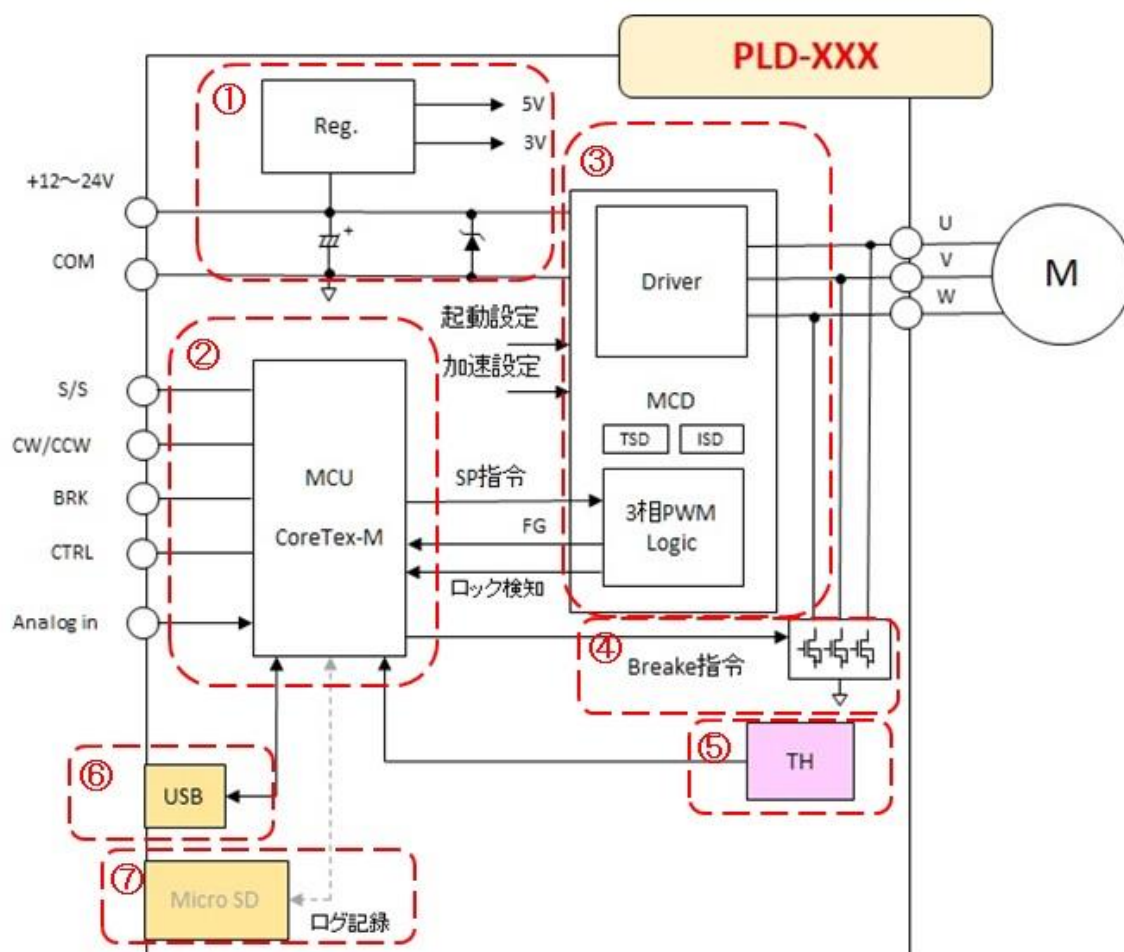 PLD-XXX
①
Reg.
5V
3V
+12～24V
COM
+
③
Driver
U
V
W
M
起動設定
加速設定
MCD
TSD
ISD
②
S/S
CW/CCW
BRK
CTRL
Analog in
MCU
CoreTex-M
SP指令
FG
ロック検知
3相PWM
Logic
④
Breake指令
⑤
TH
⑥
USB
⑦
Micro SD
ログ記録